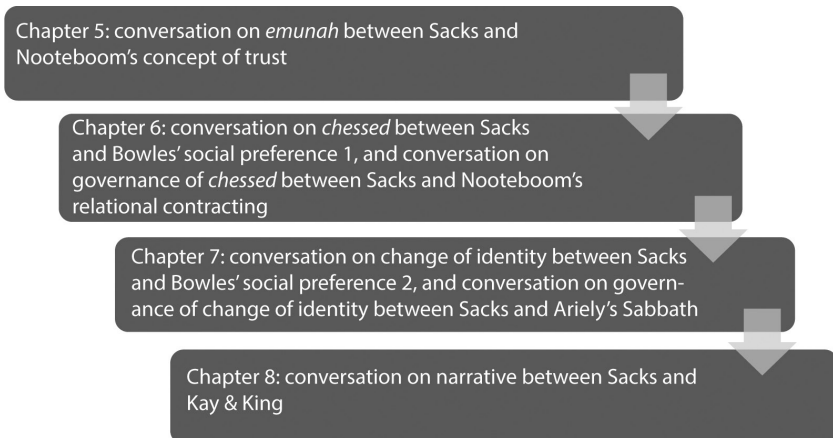 Chapter 5: conversation on emunah between Sacks and
Nooteboom's concept of trust
Chapter 6: conversation on chessed between Sacks
and Bowles' social preference 1, and conversation on
governance of chessed between Sacks and Nooteboom's
relational contracting
Chapter 7: conversation on change of identity between Sacks
and Bowles' social preference 2, and conversation on govern-
ance of change of identity between Sacks and Ariely's Sabbath
Chapter 8: conversation on narrative between Sacks and
Kay & King